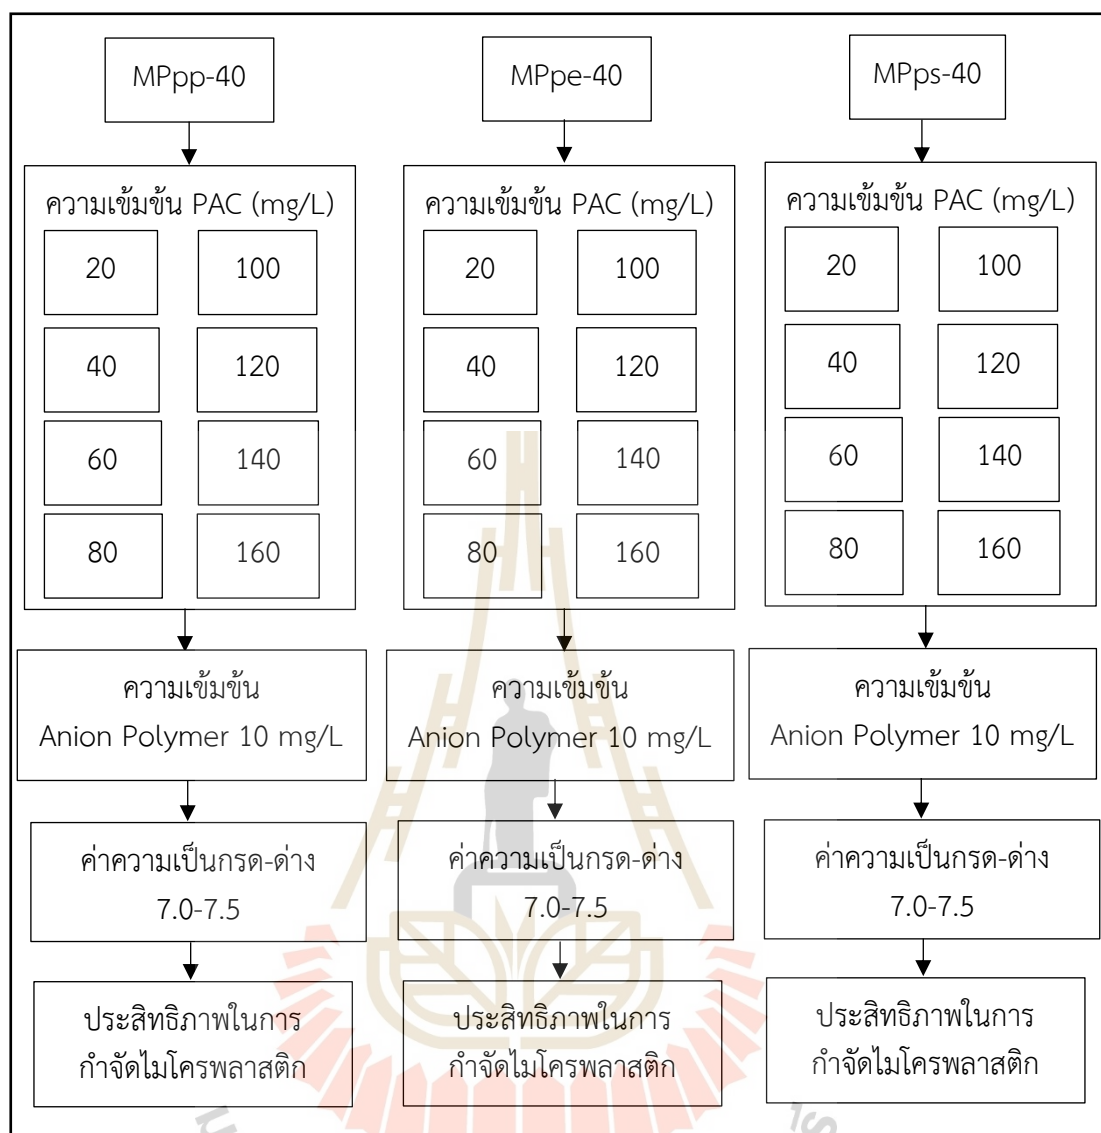 MPpp-40
ความเข้มข้น PAC (mg/L)
20 100
40 120
60 140
80 160
ความเข้มข้น
Anion Polymer 10 mg/L
ค่าความเป็นกรด-ด่าง
7.0-7.5
ประสิทธิภาพในการ
กำจัดไมโครพลาสติก
MPpe-40
ความเข้มข้น PAC (mg/L)
20 100
40 120
60 140
80 160
ความเข้มข้น
Anion Polymer 10 mg/L
ค่าความเป็นกรด-ด่าง
7.0-7.5
ประสิทธิภาพในการ
กำจัดไมโครพลาสติก
MPps-40
ความเข้มข้น PAC (mg/L)
20 100
40 120
60 140
80 160
ความเข้มข้น
Anion Polymer 10 mg/L
ค่าความเป็นกรด-ด่าง
7.0-7.5
ประสิทธิภาพในการ
กำจัดไมโครพลาสติก